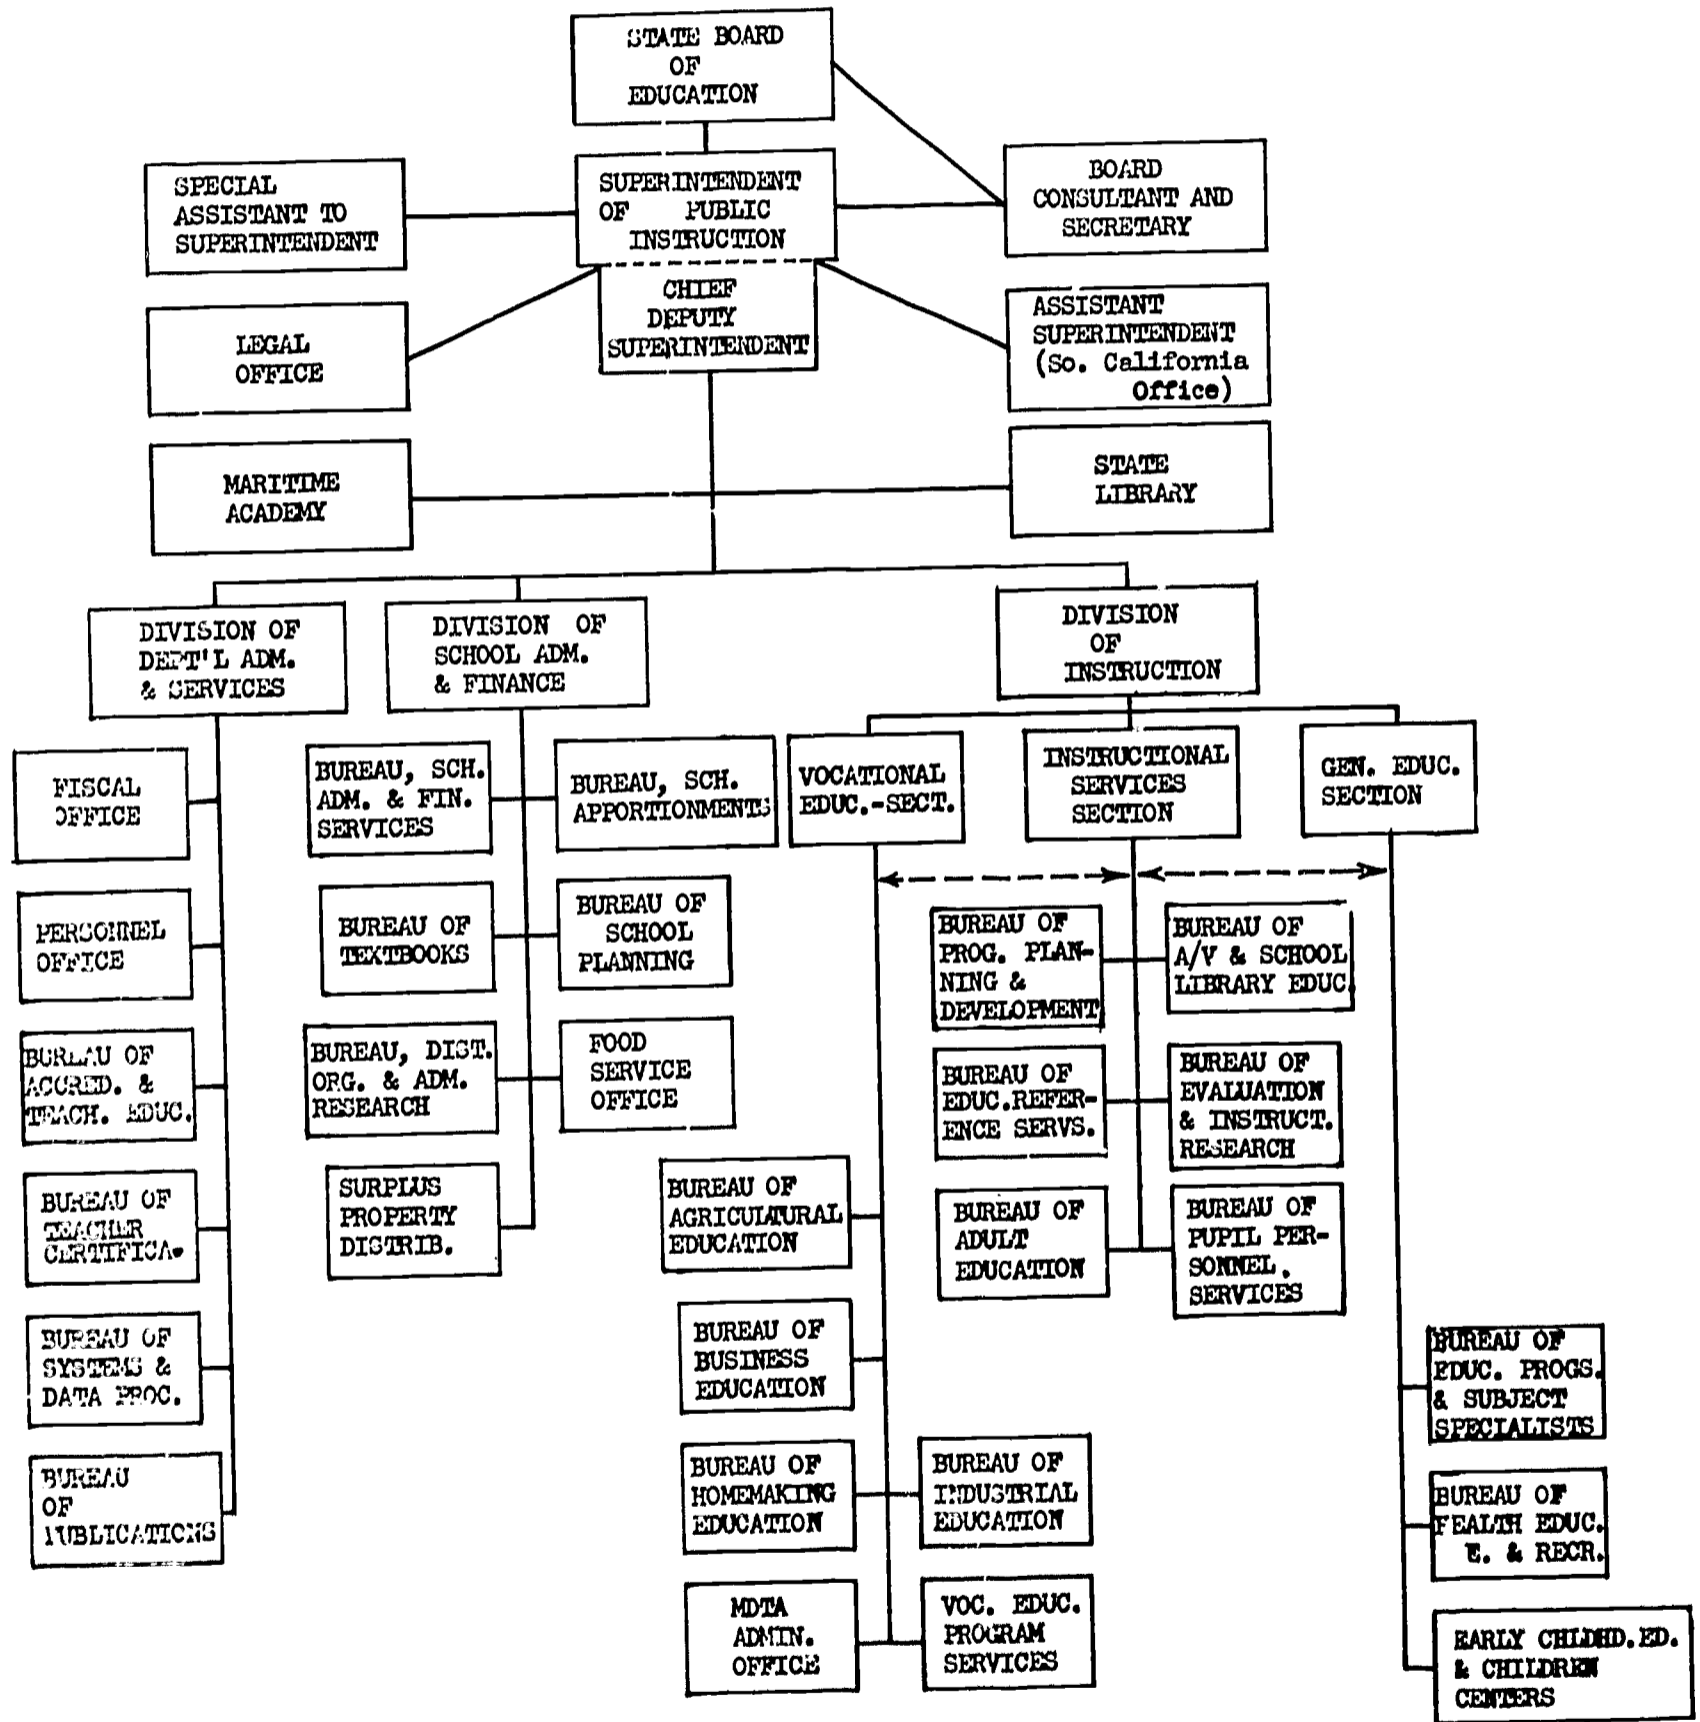 STATE BOARD
OF
EDUCATION
SPECIAL
ASSISTANT TO
SUPERINTENDENT
SUPERINTENDENT
OF PUBLIC
INSTRUCTION
BOARD
CONSULTANT AND
SECRETARY
CHIEF
DEPUTY
SUPERINTENDENT
LEGAL
OFFICE
ASSISTANT
SUPERINTENDENT
(So. California
Office)
MARITIME
ACADEMY
STATE
LIBRARY
DIVISION OF
DEPT'L ADM.
& SERVICES
DIVISION OF
SCHOOL ADM.
& FINANCE
DIVISION
OF
INSTRUCTION
FISCAL
OFFICE
PERSONNEL
OFFICE
BUREAU OF
ACCRED. &
TEACH. EDUC.
BUREAU OF
TEACHER
CERTIFICA.
BUREAU OF
SYSTEMS &
DATA PROC.
BUREAU
OF
PUBLICATIONS
BUREAU, SCH.
ADM. & FIN.
SERVICES
BUREAU, SCH.
APPORTIONMENTS
BUREAU OF
TEXTBOOKS
BUREAU OF
SCHOOL
PLANNING
BUREAU, DIST.
ORG. & ADM.
RESEARCH
FOOD
SERVICE
OFFICE
SURPLUS
PROPERTY
DISTRIB.
VOCATIONAL
EDUC.-SECT.
INSTRUCTIONAL
SERVICES
SECTION
GEN. EDUC.
SECTION
BUREAU OF
PROG. PLAN-
NING &
DEVELOPMENT
BUREAU OF
A/V & SCHOOL
LIBRARY EDUC.
BUREAU OF
EDUC.REFER-
ENCE SERVS.
BUREAU OF
EVALUATION
& INSTRUCT.
RESEARCH
BUREAU OF
ADULT
EDUCATION
BUREAU OF
PUPIL PER-
SONNEL.
SERVICES
BUREAU OF
AGRICULTURAL
EDUCATION
BUREAU OF
BUSINESS
EDUCATION
BUREAU OF
HOMEMAKING
EDUCATION
BUREAU OF
INDUSTRIAL
EDUCATION
MDTA
ADMIN.
OFFICE
VOC. EDUC.
PROGRAM
SERVICES
BUREAU OF
EDUC. PROGS.
& SUBJECT
SPECIALISTS
BUREAU OF
FEALTH EDUC.
E. & RECR.
EARLY CHLDHD.ED.
& CHILDREN
CENTERS